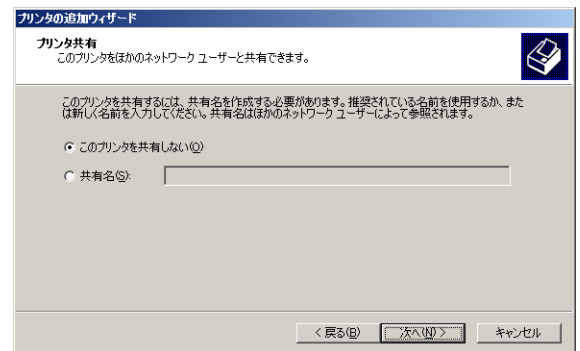 プリンタの追加ウィザード
プリンタ共有
このプリンタをほかのネットワーク ユーザーと共有できます。
このプリンタを共有するには、共有名を作成する必要があります。推奨されている名前を使用するか、また
は新しく名前を入力してください。共有名はほかのネットワーク ユーザーによって参照されます。
このプリンタを共有しない(O)
共有名(S):
< 戻る(B) 次へ(N) > キャンセル